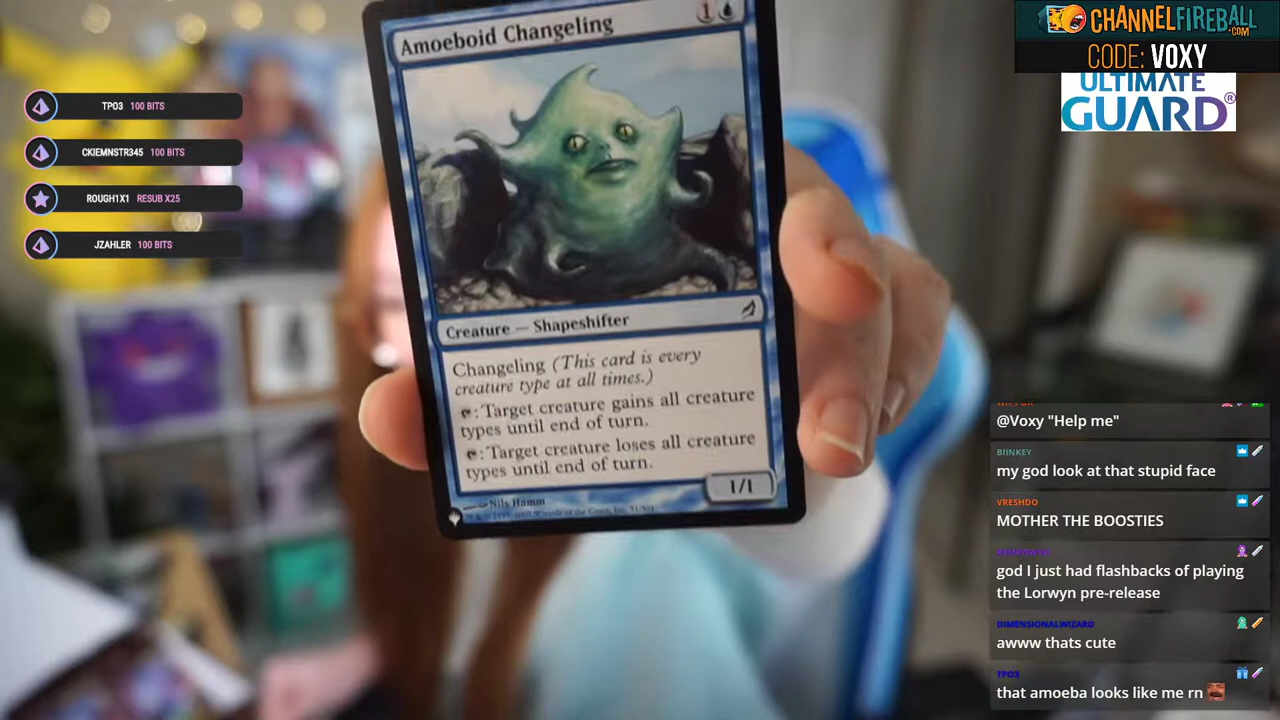 Amoeboid Changeling
1
Creature — Shapeshifter
Changeling (This card is every
creature type at all times.)
: Target creature gains all creature
types until end of turn.
: Target creature loses all creature
types until end of turn.
1/1
Nils Hamm
TPO3 100 BITS
CKIEMNSTR345 100 BITS
ROUGH1X1 RESUB X25
JZAHLER 100 BITS
CHANNELFIREBALL
.COM
CODE: VOXY
ULTIMATE
GUARD®
@Voxy "Help me"
BIINKEY
my god look at that stupid face
VRESHDO
MOTHER THE BOOSTIES
god I just had flashbacks of playing
the Lorwyn pre-release
DIMENSIONALWIZARD
awww thats cute
TPO3
that amoeba looks like me rn